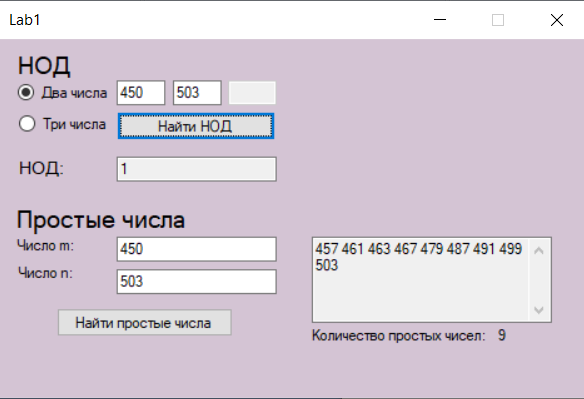 Lab1
НОД
Два числа 450 503
Три числа Найти НОД
НОД: 1
Простые числа
Число m: 450
Число n: 503
Найти простые числа
457 461 463 467 479 487 491 499
503
Количество простых чисел: 9